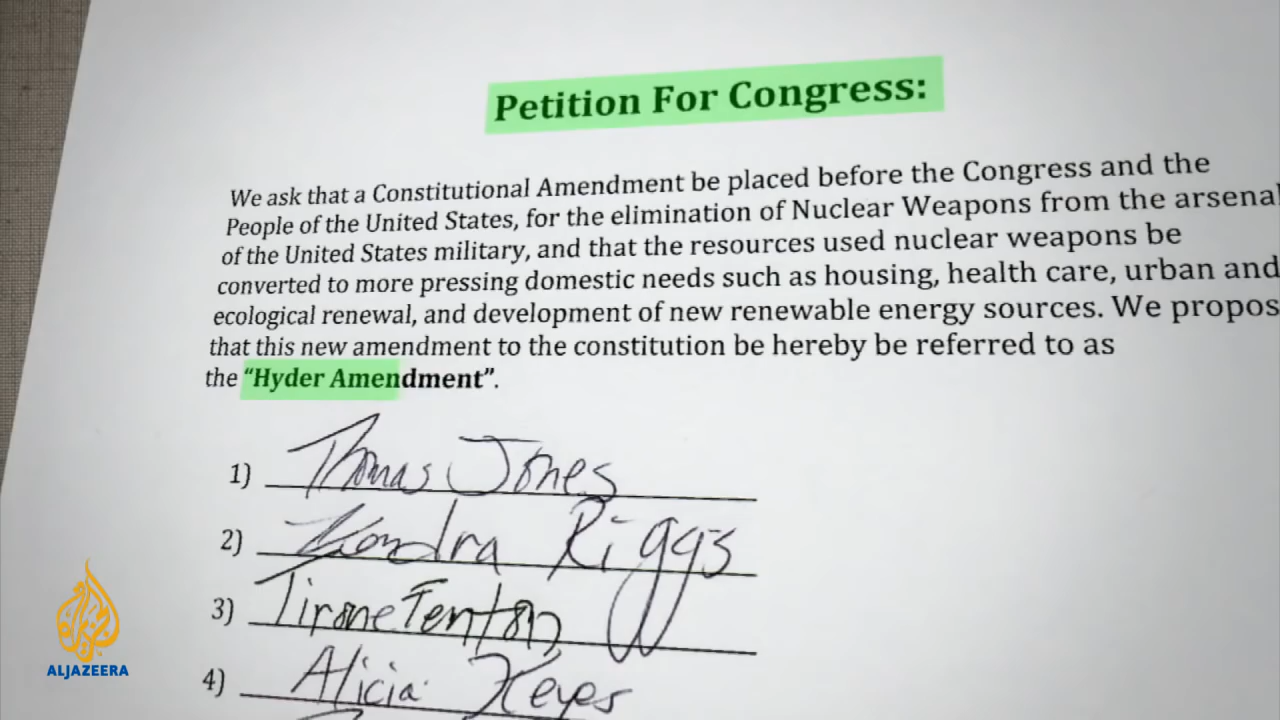 Petition For Congress:
We ask that a Constitutional Amendment be placed before the Congress and the
People of the United States, for the elimination of Nuclear Weapons from the arsenal
of the United States military, and that the resources used nuclear weapons be
converted to more pressing domestic needs such as housing, health care, urban and
ecological renewal, and development of new renewable energy sources. We propos
that this new amendment to the constitution be hereby be referred to as
the “Hyder Amendment”.
1) Thomas Jones
2) Kendra Riggs
3) Tirone Fenton
4) Alicia Keyes
ALJAZEERA